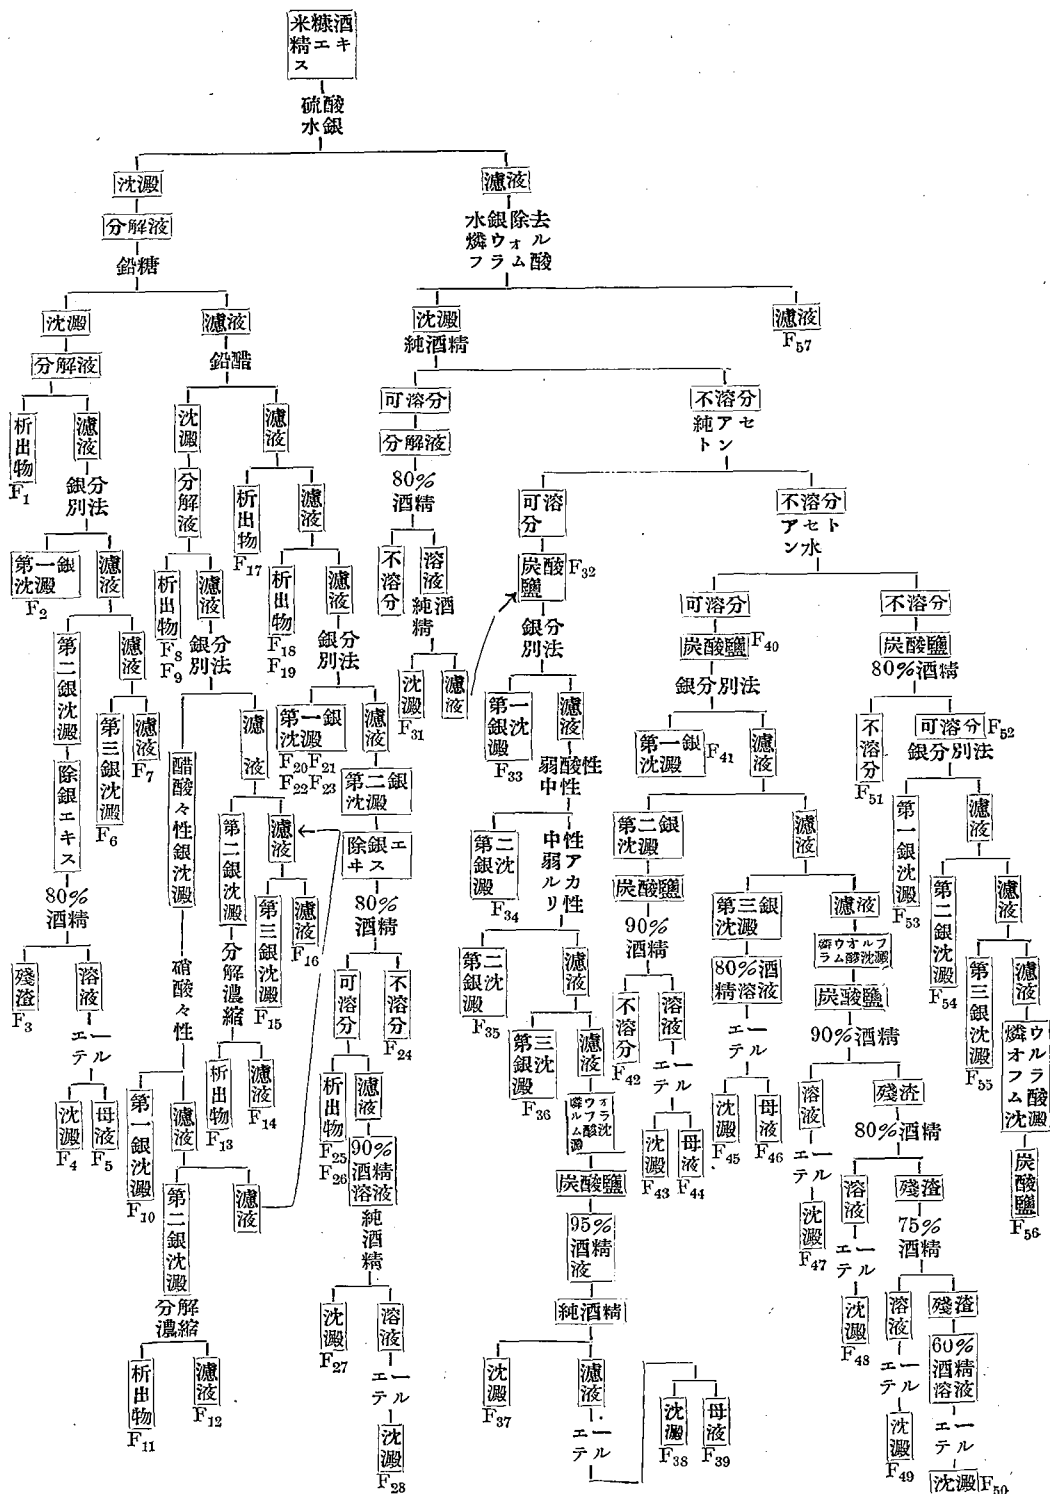 米糠酒
精エキ
ス
硫酸
水銀
沈澱
濾液
分解液
水銀除去
燐ウォル
フラム酸
鉛糖
沈澱
濾液
沈澱
濾液
F57
純酒精
分解液
鉛醋
可溶分
不溶分
純アセ
トン
析出物
F1
濾液
銀分
別法
沈澱
濾液
分解液
分解液
析出物
F17
濾液
80%
酒精
可溶
分
不溶分
アセト
ン水
第一銀
沈澱
F2
濾液
析出物
F8
F9
濾液
銀分
別法
析出物
F18
F19
濾液
銀分
別法
不溶分
溶液
純酒
精
炭酸
鹽
F32
銀分
別法
可溶分
不溶分
炭酸鹽
F40
炭酸鹽
銀分別法
80%酒精
第二銀沈澱
濾液
沈澱
F31
濾液
第一沈
銀澱
F33
濾液
弱酸性
中性
第一銀
沈澱
F41
濾液
不溶分
F51
可溶分
F52
銀分別法
第三銀沈澱
F6
濾液
F7
除銀エキス
醋酸々性銀沈澱
濾液
第一銀
沈澱
F20 F21
F22 F23
濾液
第二銀
沈澱
除銀エ
キス
第二沈
銀澱
F34
中性
弱アカ
ルリ性
第二銀
沈澱
炭酸鹽
濾液
第一銀沈澱
F53
濾液
80%
酒精
第二銀沈澱
濾液
80%
酒精
90%
酒精
第三銀
沈澱
濾液
第二銀沈澱
F54
濾液
残渣
F3
溶液
エーテル
硝酸々性
分解濃縮
第三銀沈澱
F15
濾液
F16
可溶分
不溶分
F24
第二沈
銀澱
F35
濾液
80%酒
精溶液
燐ウオルフ
ラム酸沈澱
炭酸鹽
第三銀沈澱
F55
濾液
燐ウオルフラム酸沈澱
沈澱
F4
母液
F5
第一銀沈澱
F10
濾液
析出物
F13
濾液
F14
析出物
F25
F26
濾液
第三沈
銀澱
F36
濾液
燐ウオルフラム酸沈澱
不溶分
F42
溶液
エーテル
エーテル
90%酒精
第二銀沈澱
濾液
90%
酒精
溶液
炭酸鹽
沈澱
F43
母液
F44
沈澱
F45
母液
F46
溶液
残渣
80%酒精
炭酸鹽
F56
エーテル
分解
濃縮
純酒精
95%
酒精
液
沈澱
F47
溶液
エーテル
残渣
75%
酒精
析出物
F11
濾液
F12
沈澱
F27
溶液
エーテル
純酒精
沈澱
F48
溶液
エーテル
残渣
60%
酒精
溶液
沈澱
F28
沈澱
F37
濾液
エーテル
沈澱
F38
母液
F39
沈澱
F49
エーテル
沈澱
F50